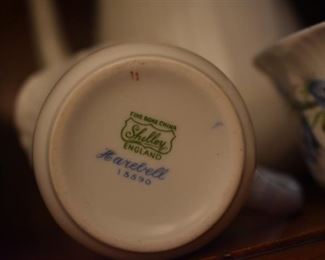 FINE BONE CHINA
Shelley
ENGLAND
Harebell
13590